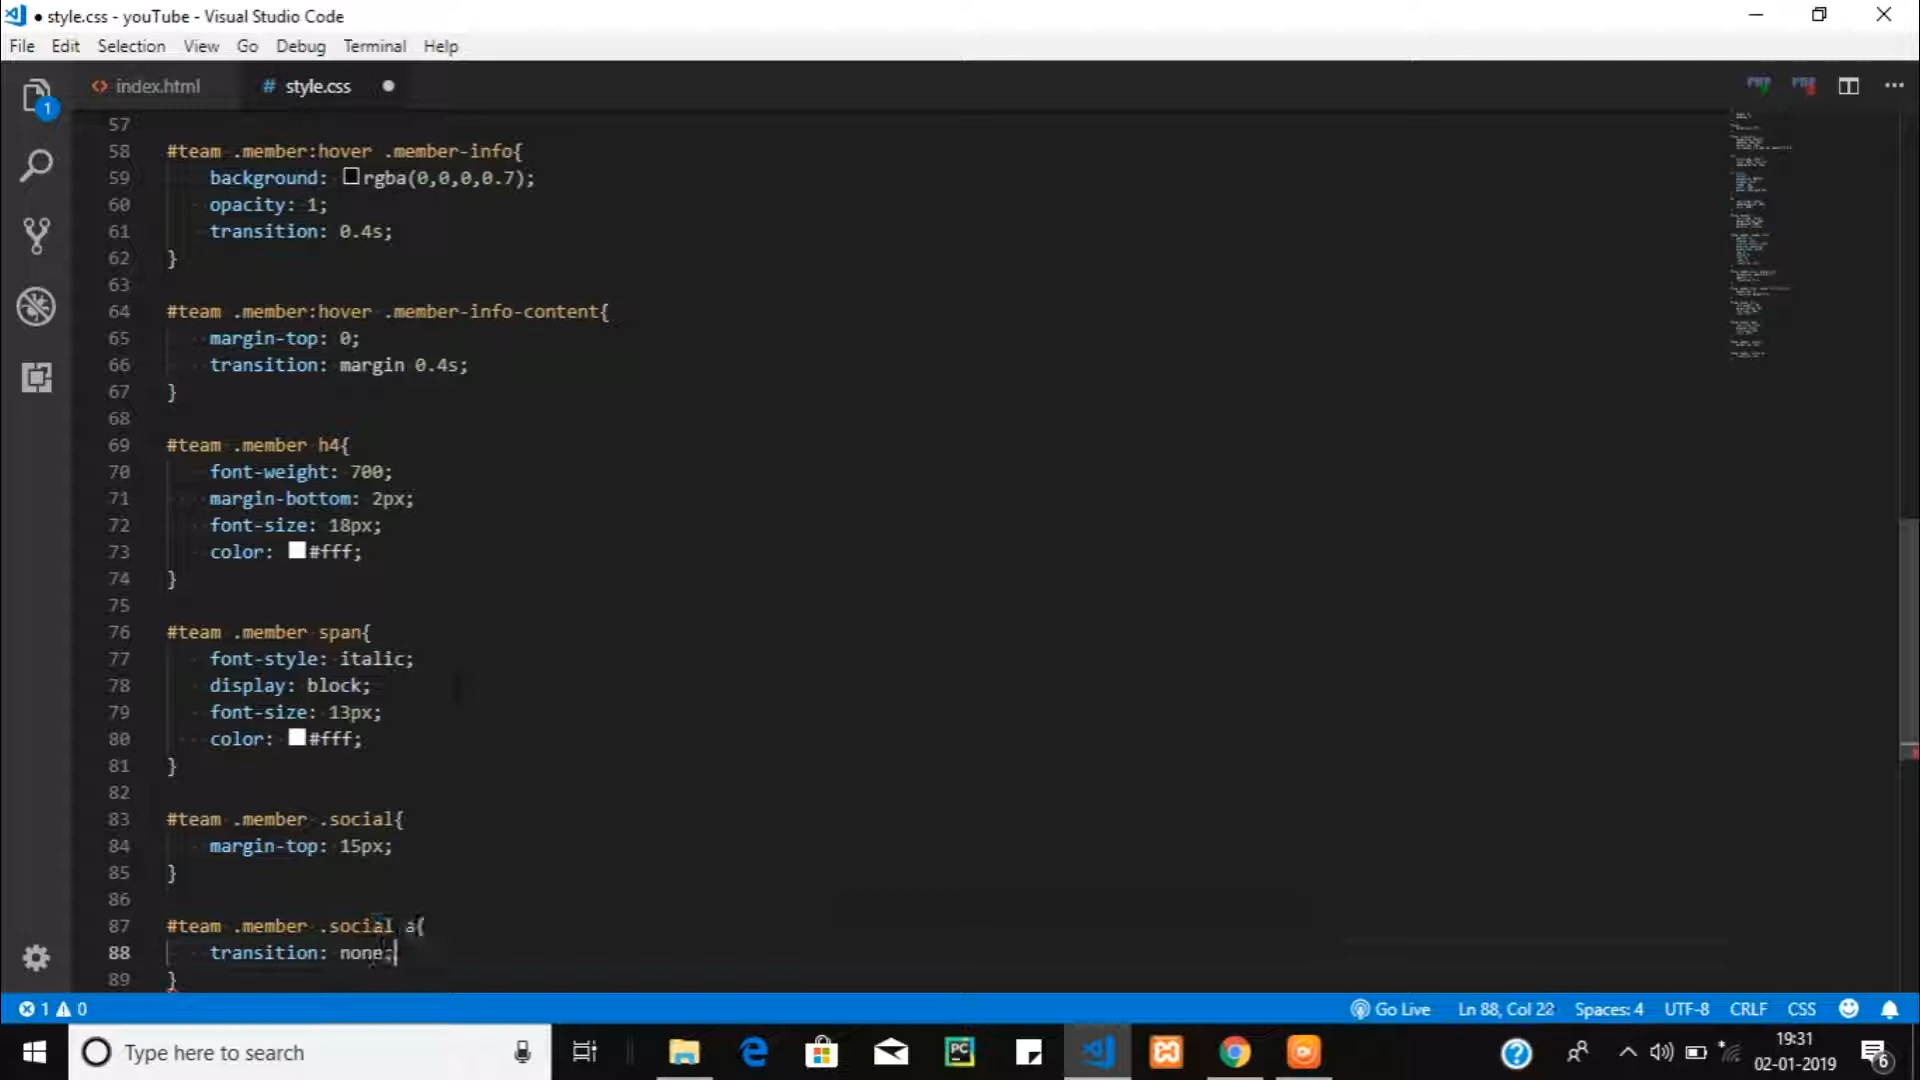 ● style.css - youTube - Visual Studio Code
File Edit Selection View Go Debug Terminal Help
1
<> index.html # style.css ●
57
58 #team .member:hover .member-info{
59 background: rgba(0,0,0,0.7);
60 opacity: 1;
61 transition: 0.4s;
62 }
63
64 #team .member:hover .member-info-content{
65 margin-top: 0;
66 transition: margin 0.4s;
67 }
68
69 #team .member h4{
70 font-weight: 700;
71 margin-bottom: 2px;
72 font-size: 18px;
73 color: #fff;
74 }
75
76 #team .member span{
77 font-style: italic;
78 display: block;
79 font-size: 13px;
80 color: #fff;
81 }
82
83 #team .member .social{
84 margin-top: 15px;
85 }
86
87 #team .member .social a{
88 transition: none;
89 }
1 0 Go Live Ln 88, Col 22 Spaces: 4 UTF-8 CRLF CSS
Type here to search PC 19:31
02-01-2019 6